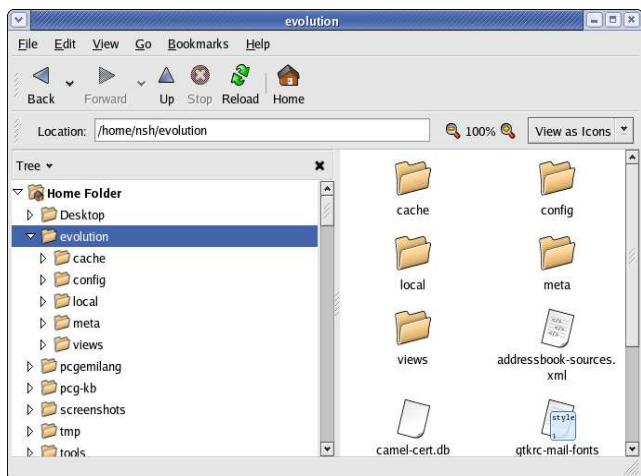 evolution
File Edit View Go Bookmarks Help
Back Forward Up Stop Reload Home
Location: /home/nsh/evolution 100% View as Icons
Tree
Home Folder
Desktop
evolution
cache
config
local
meta
views
pcgemilang
pcg-kb
screenshots
tmp
tools
cache config
local meta
views addressbook-sources.
xml
style
camel-cert.db gtkrc-mail-fonts